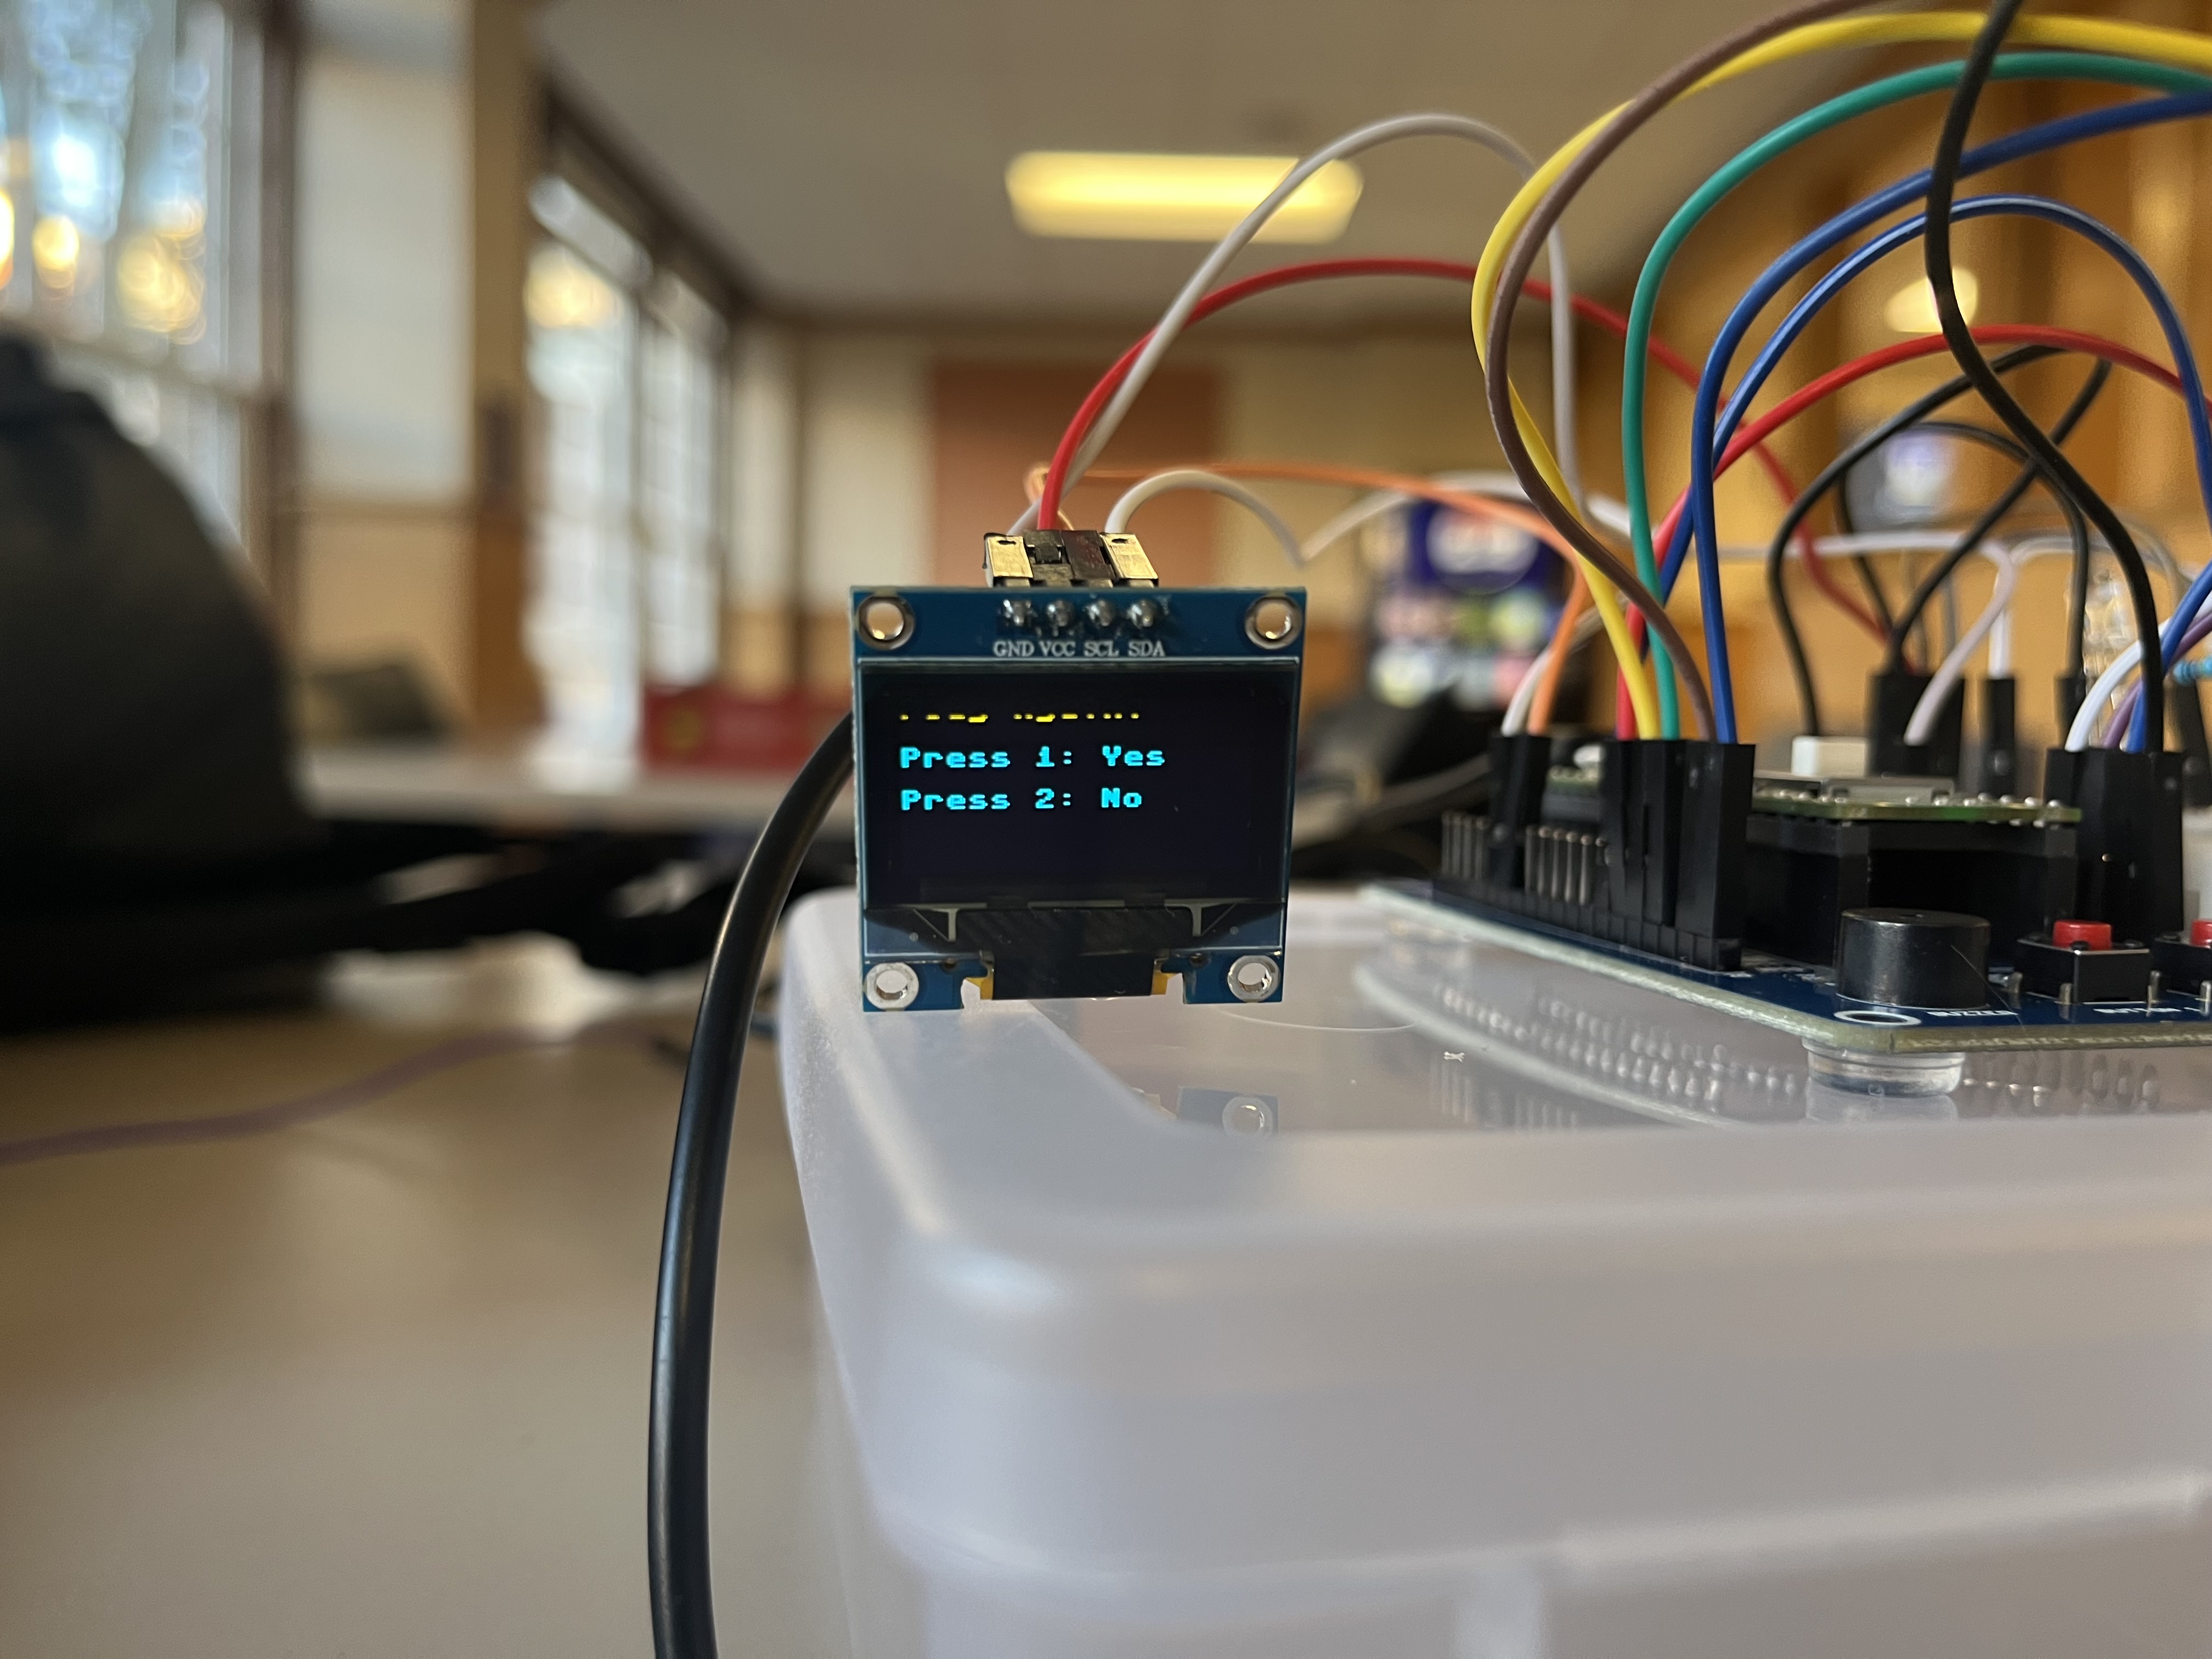 GND VCC SCL SDA
Press 1: Yes
Press 2: No